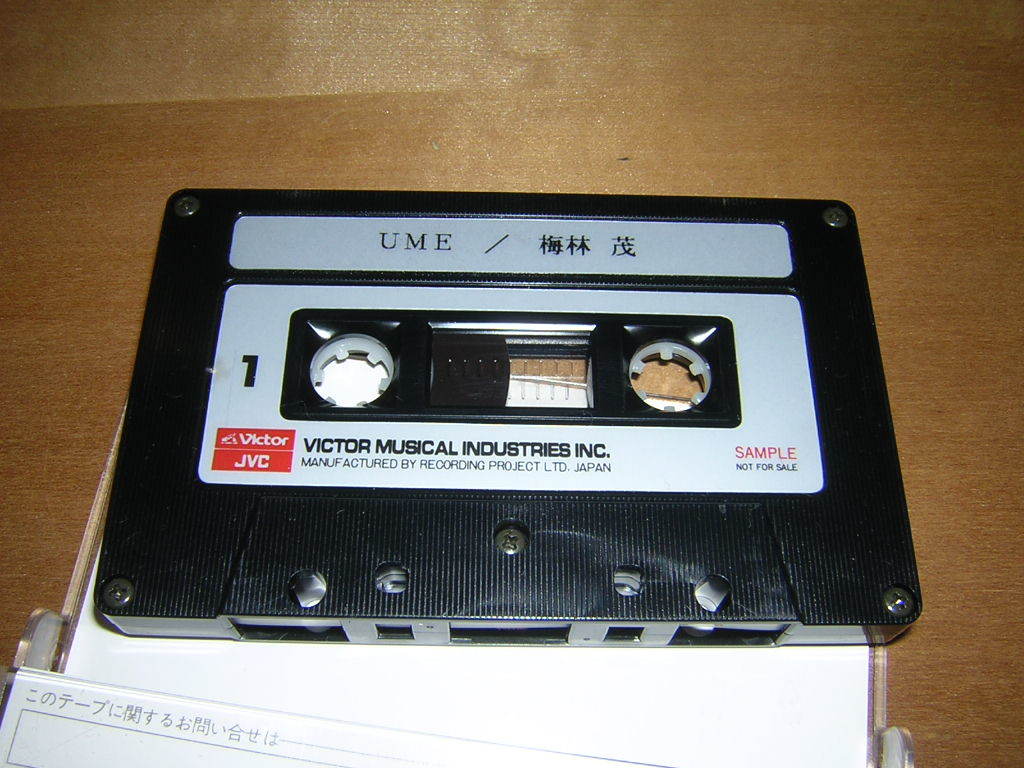 UME / 梅林 茂
1
Victor
JVC
VICTOR MUSICAL INDUSTRIES INC.
MANUFACTURED BY RECORDING PROJECT LTD. JAPAN
SAMPLE
NOT FOR SALE
このテープに関するお問い合せは